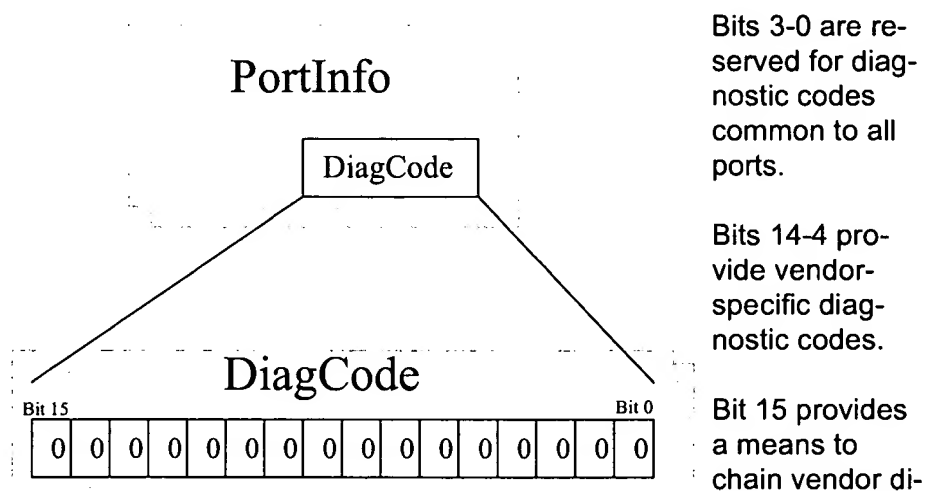 PortInfo
DiagCode
DiagCode
Bit 15 Bit 0
0 0 0 0 0 0 0 0 0 0 0 0 0 0 0 0
Bits 3-0 are re-
served for diag-
nostic codes
common to all
ports.
Bits 14-4 pro-
vide vendor-
specific diag-
nostic codes.
Bit 15 provides
a means to
chain vendor di-